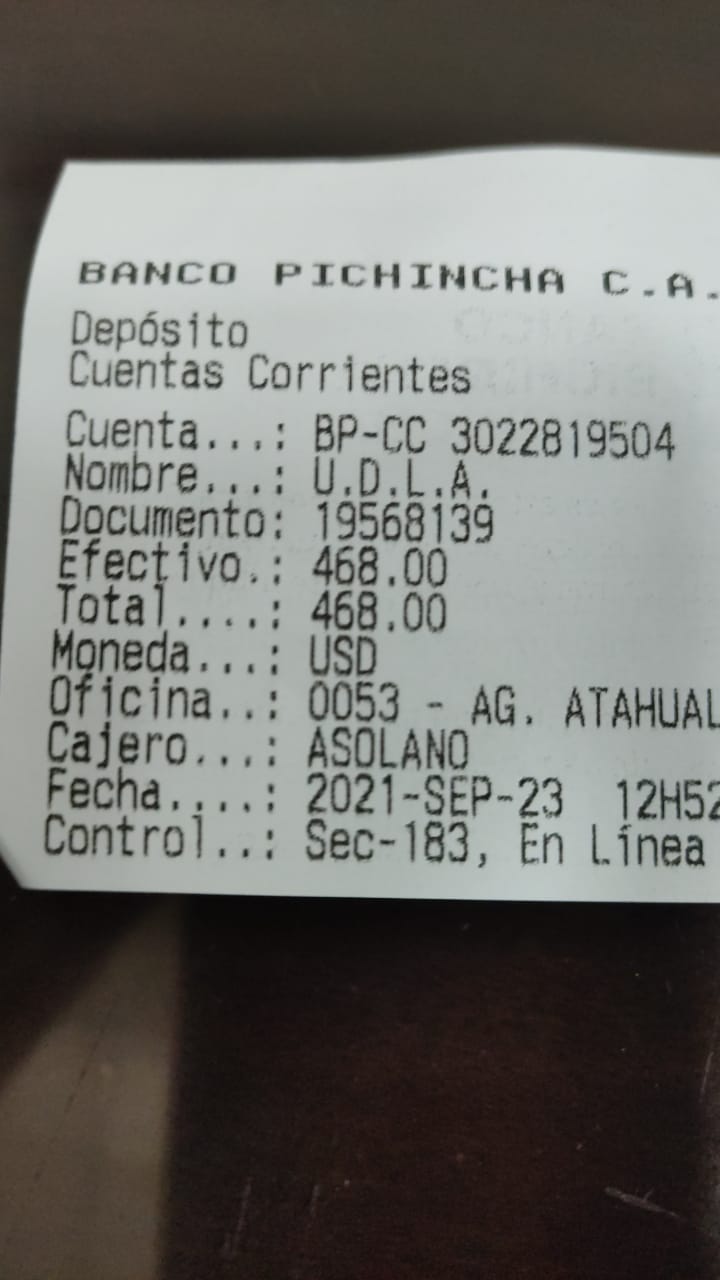 BANCO PICHINCHA C.A.
Depósito
Cuentas Corrientes
Cuenta...: BP-CC 3022819504
Nombre...: U.D.L.A.
Documento: 19568139
Efectivo.: 468.00
Total....: 468.00
Moneda...: USD
Oficina..: 0053 - AG. ATAHUAL
Cajero...: ASOLANO
Fecha....: 2021-SEP-23 12H52
Control..: Sec-183, En Línea